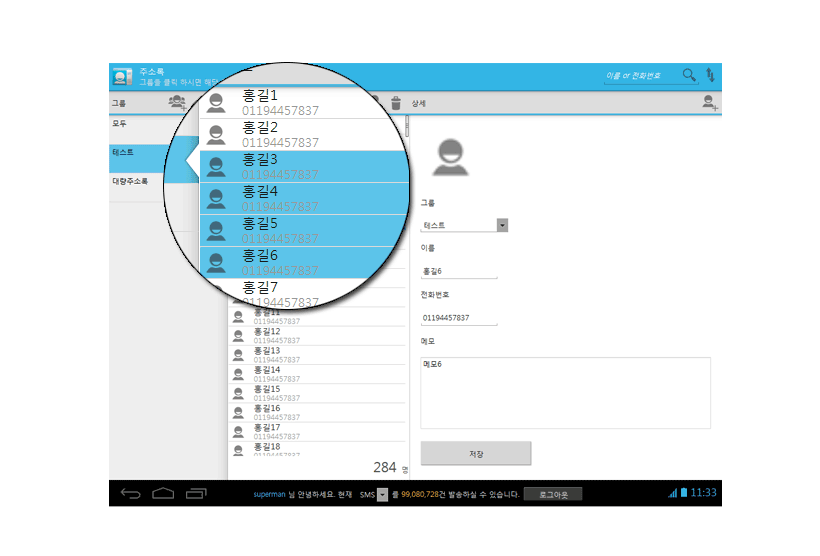 주소록
그룹을 클릭 하시면 해당
이름 or 전화번호
그룹
상세
모두
테스트
대량주소록
홍길1
01194457837
홍길2
01194457837
홍길3
01194457837
홍길4
01194457837
홍길5
01194457837
홍길6
01194457837
홍길7
01194457837
홍길11
01194457837
홍길12
01194457837
홍길13
01194457837
홍길14
01194457837
홍길15
01194457837
홍길16
01194457837
홍길17
01194457837
홍길18
01194457837
284 명
그룹
테스트
이름
홍길6
전화번호
01194457837
메모
메모6
저장
superman 님 안녕하세요. 현재 SMS 를 99,080,728건 발송하실 수 있습니다. 로그아웃
11:33